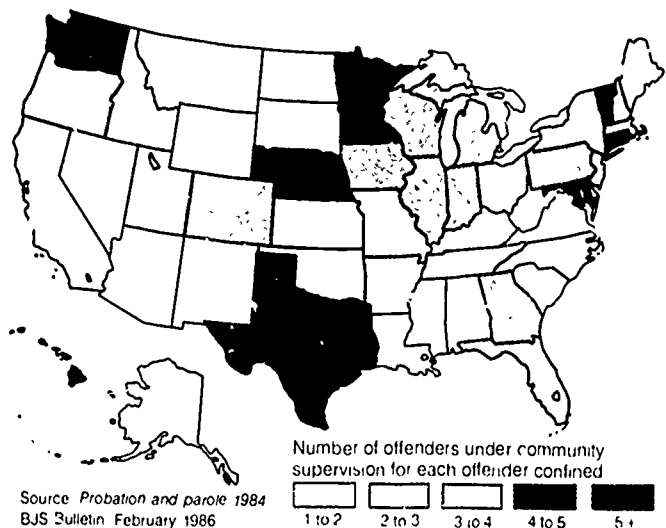 Number of offenders under community
supervision for each offender confined
1 to 2 2 to 3 3 to 4 4 to 5 5 +
Source Probation and parole 1984
BJS Bulletin February 1986